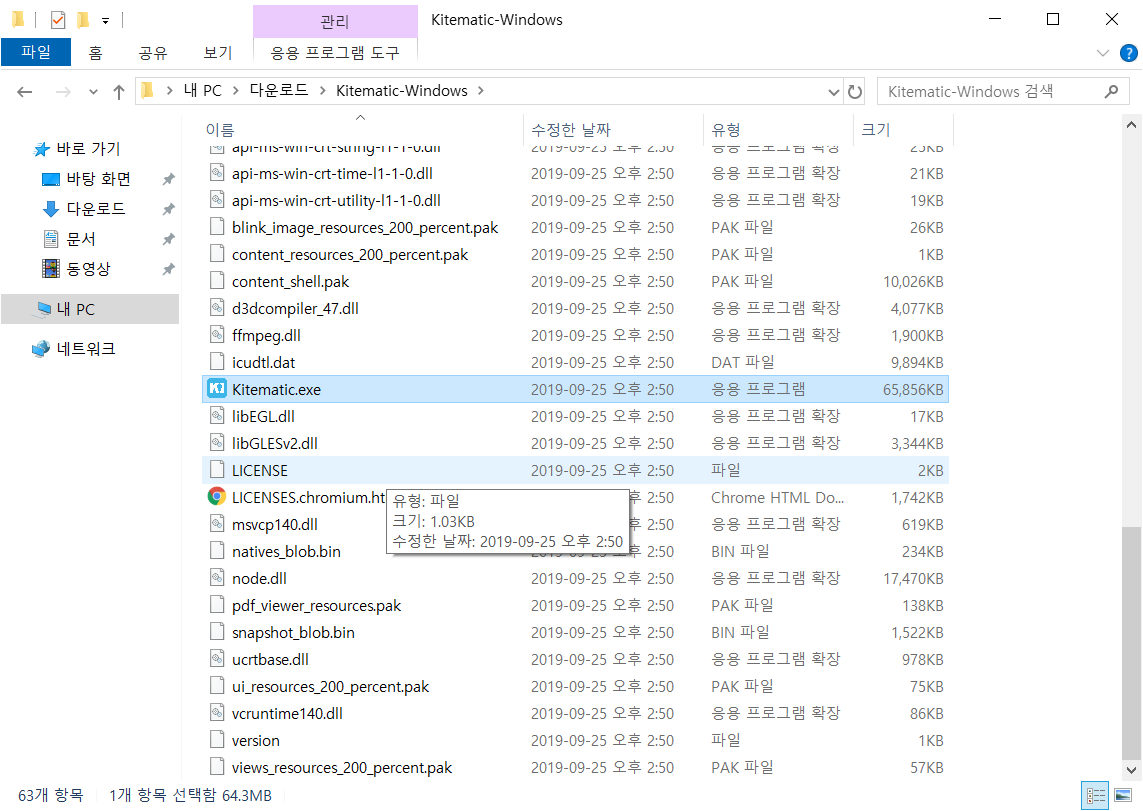 관리
Kitematic-Windows
파일 홈 공유 보기 응용 프로그램 도구
내 PC 다운로드 Kitematic-Windows
Kitematic-Windows 검색
바로 가기
바탕 화면
다운로드
문서
동영상
내 PC
네트워크
이름 수정한 날짜 유형 크기
api-ms-win-crt-string-l1-1-0.dll 2019-09-25 오후 2:50 응용 프로그램 확장 25KB
api-ms-win-crt-time-l1-1-0.dll 2019-09-25 오후 2:50 응용 프로그램 확장 21KB
api-ms-win-crt-utility-l1-1-0.dll 2019-09-25 오후 2:50 응용 프로그램 확장 19KB
blink_image_resources_200_percent.pak 2019-09-25 오후 2:50 PAK 파일 26KB
content_resources_200_percent.pak 2019-09-25 오후 2:50 PAK 파일 1KB
content_shell.pak 2019-09-25 오후 2:50 PAK 파일 10,026KB
d3dcompiler_47.dll 2019-09-25 오후 2:50 응용 프로그램 확장 4,077KB
ffmpeg.dll 2019-09-25 오후 2:50 응용 프로그램 확장 1,900KB
icudtl.dat 2019-09-25 오후 2:50 DAT 파일 9,894KB
Kitematic.exe 2019-09-25 오후 2:50 응용 프로그램 65,856KB
libEGL.dll 2019-09-25 오후 2:50 응용 프로그램 확장 17KB
libGLESv2.dll 2019-09-25 오후 2:50 응용 프로그램 확장 3,344KB
LICENSE 2019-09-25 오후 2:50 파일 2KB
LICENSES.chromium.ht 2:50 Chrome HTML Do... 1,742KB
유형: 파일
크기: 1.03KB
수정한 날짜: 2019-09-25 오후 2:50
msvcp140.dll 2:50 응용 프로그램 확장 619KB
natives_blob.bin 2019-09-25 오후 2:50 BIN 파일 234KB
node.dll 2019-09-25 오후 2:50 응용 프로그램 확장 17,470KB
pdf_viewer_resources.pak 2019-09-25 오후 2:50 PAK 파일 138KB
snapshot_blob.bin 2019-09-25 오후 2:50 BIN 파일 1,522KB
ucrtbase.dll 2019-09-25 오후 2:50 응용 프로그램 확장 978KB
ui_resources_200_percent.pak 2019-09-25 오후 2:50 PAK 파일 75KB
vcruntime140.dll 2019-09-25 오후 2:50 응용 프로그램 확장 86KB
version 2019-09-25 오후 2:50 파일 1KB
views_resources_200_percent.pak 2019-09-25 오후 2:50 PAK 파일 57KB
63개 항목 1개 항목 선택함 64.3MB